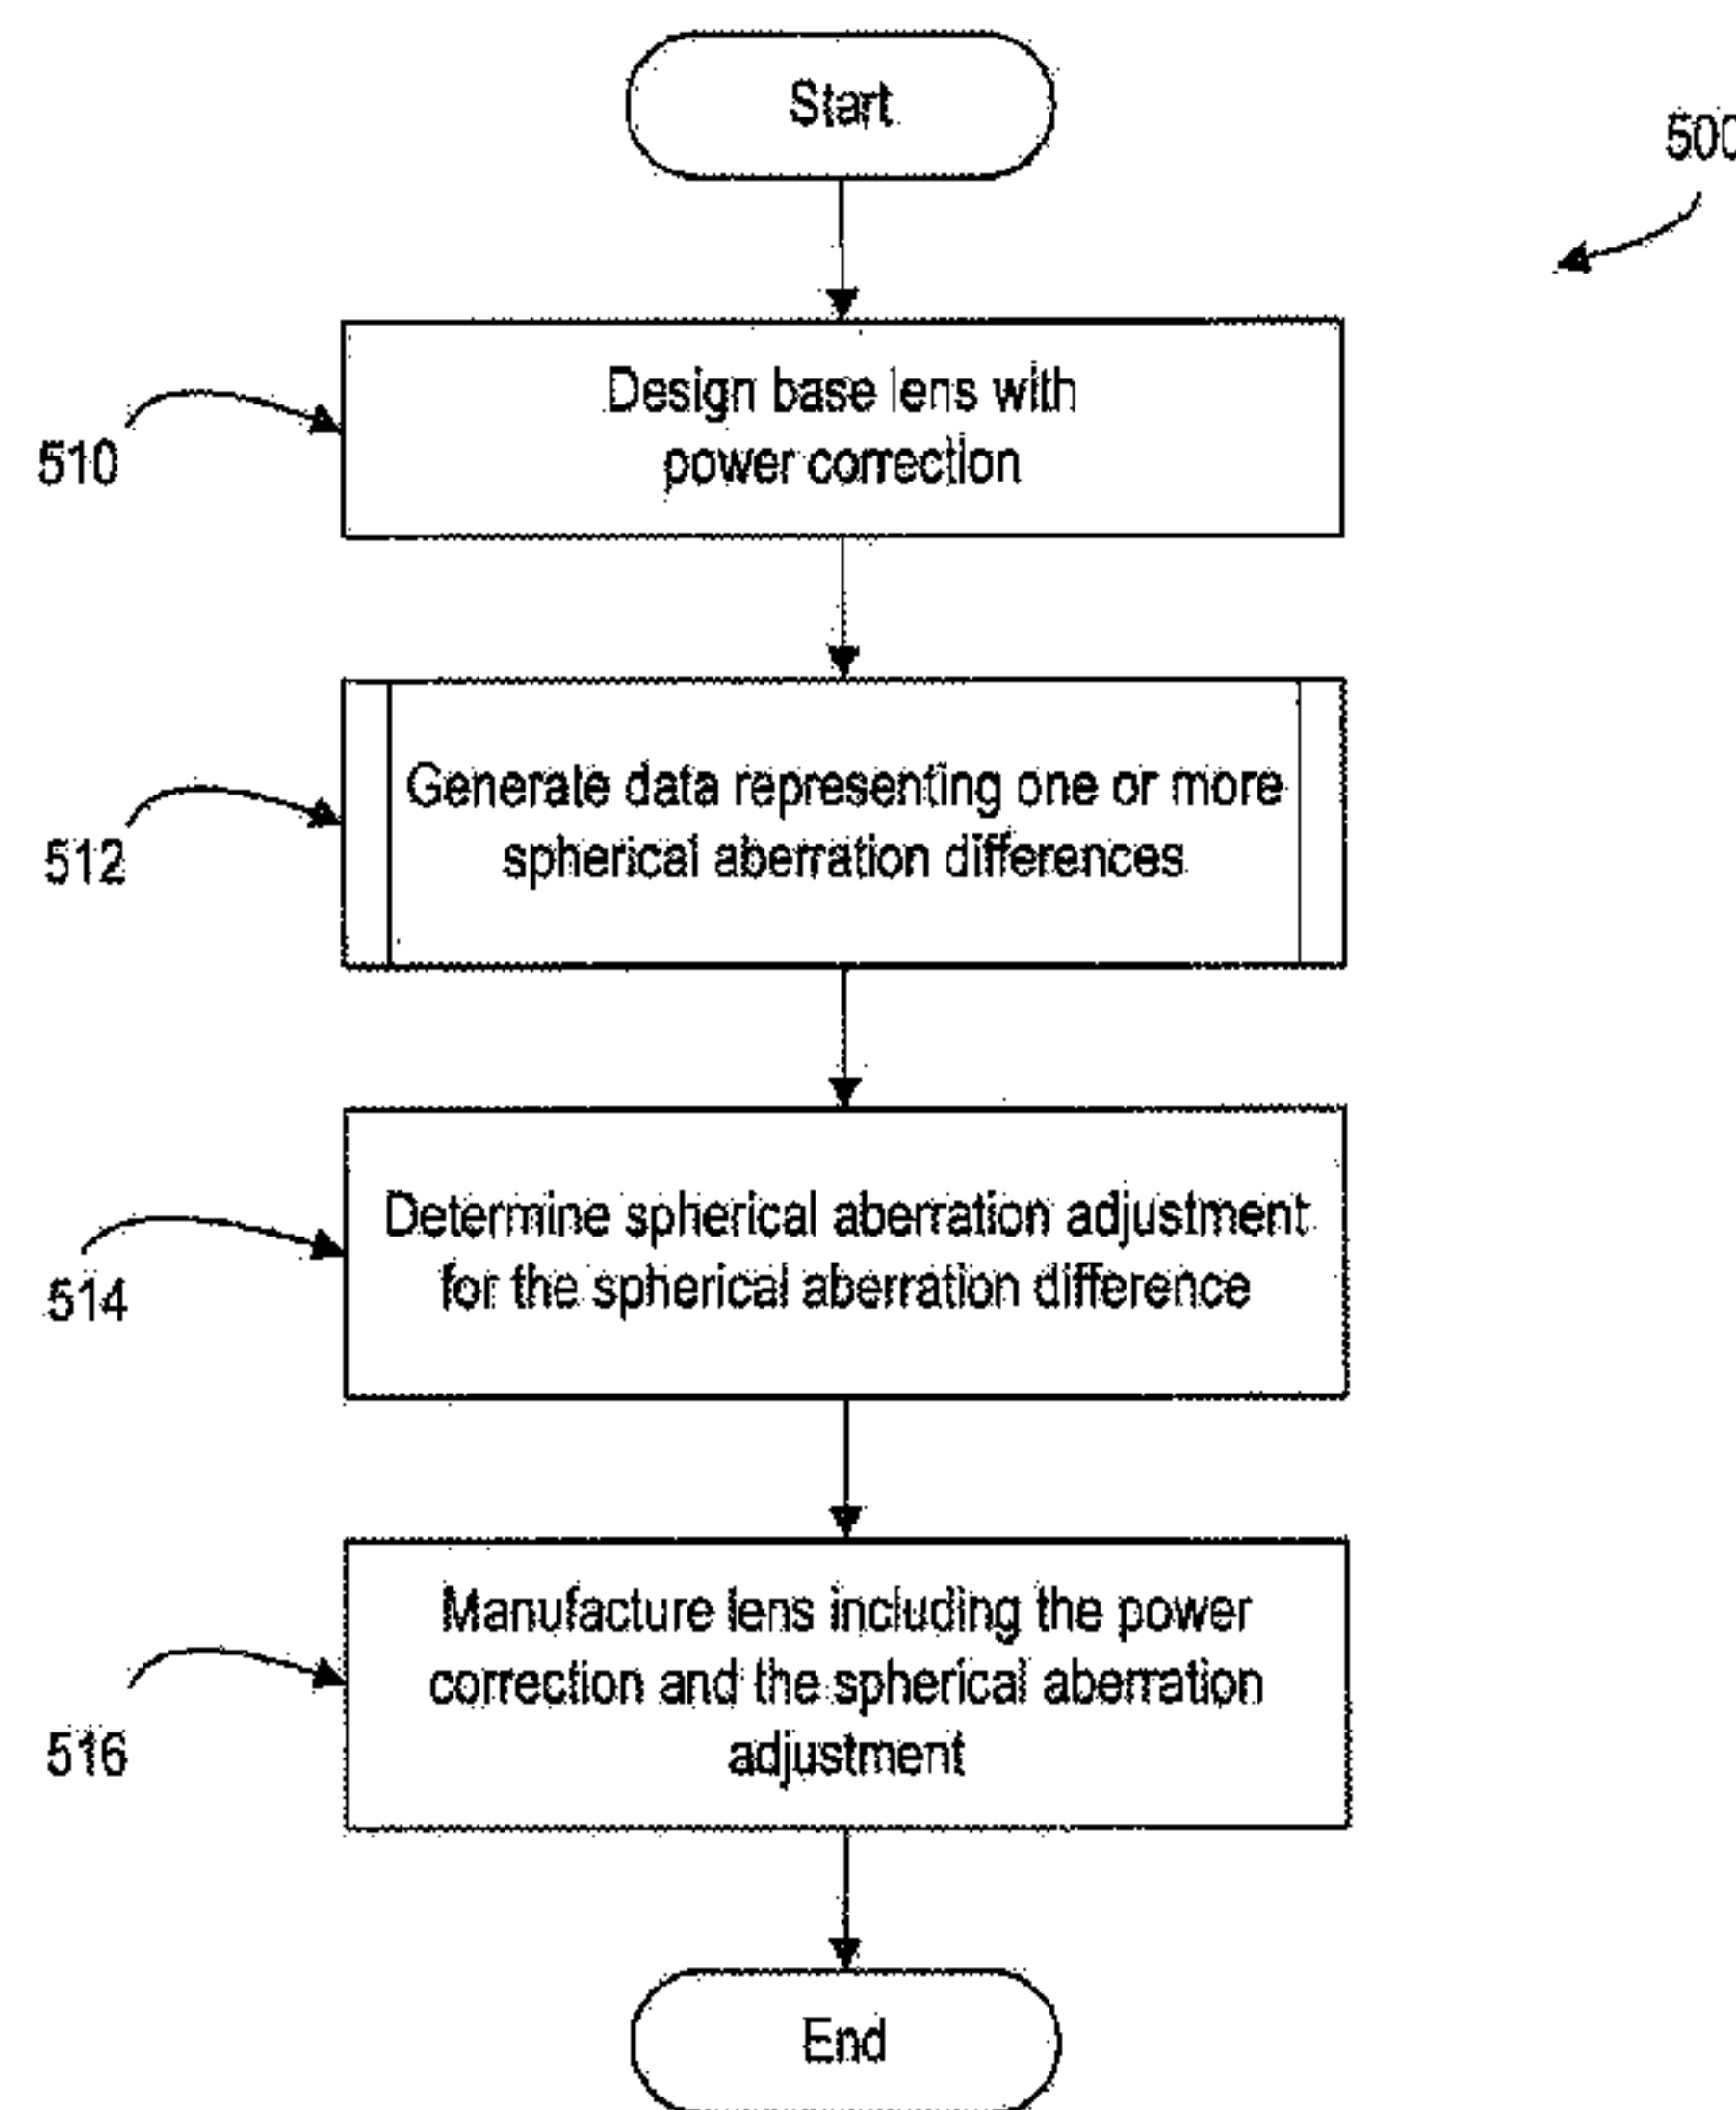 Start
500
Design base lens with
power correction
510
Generate data representing one or more
spherical aberration differences
512
Determine spherical aberration adjustment
for the spherical aberration difference
514
Manufacture lens including the power
correction and the spherical aberration
adjustment
516
End